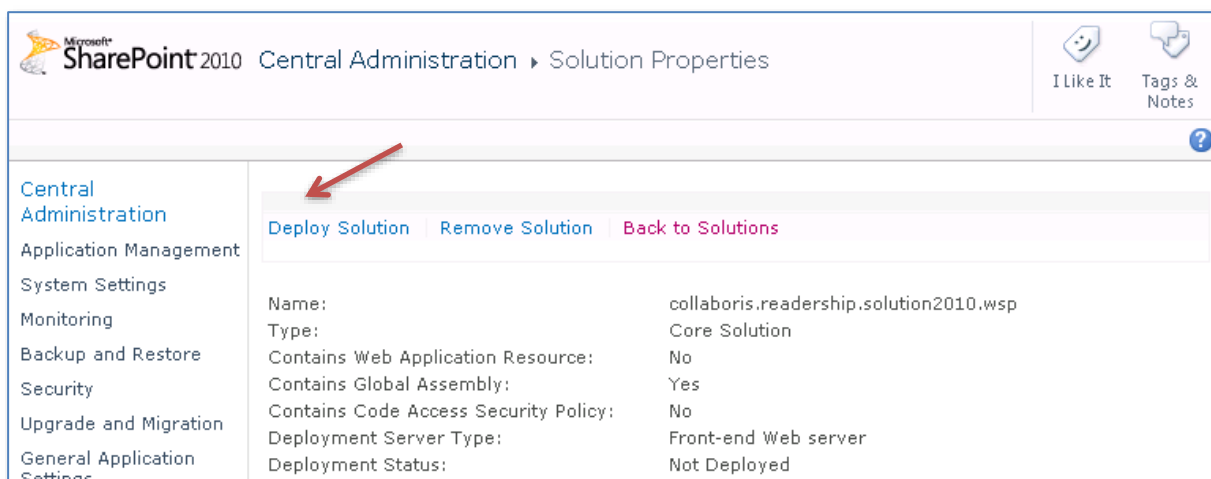 Microsoft
SharePoint 2010 Central Administration ▸ Solution Properties
I Like It
Tags &
Notes
?
Central
Administration
Application Management
System Settings
Monitoring
Backup and Restore
Security
Upgrade and Migration
General Application
Settings
Deploy Solution | Remove Solution | Back to Solutions
Name: collaboris.readership.solution2010.wsp
Type: Core Solution
Contains Web Application Resource: No
Contains Global Assembly: Yes
Contains Code Access Security Policy: No
Deployment Server Type: Front-end Web server
Deployment Status: Not Deployed